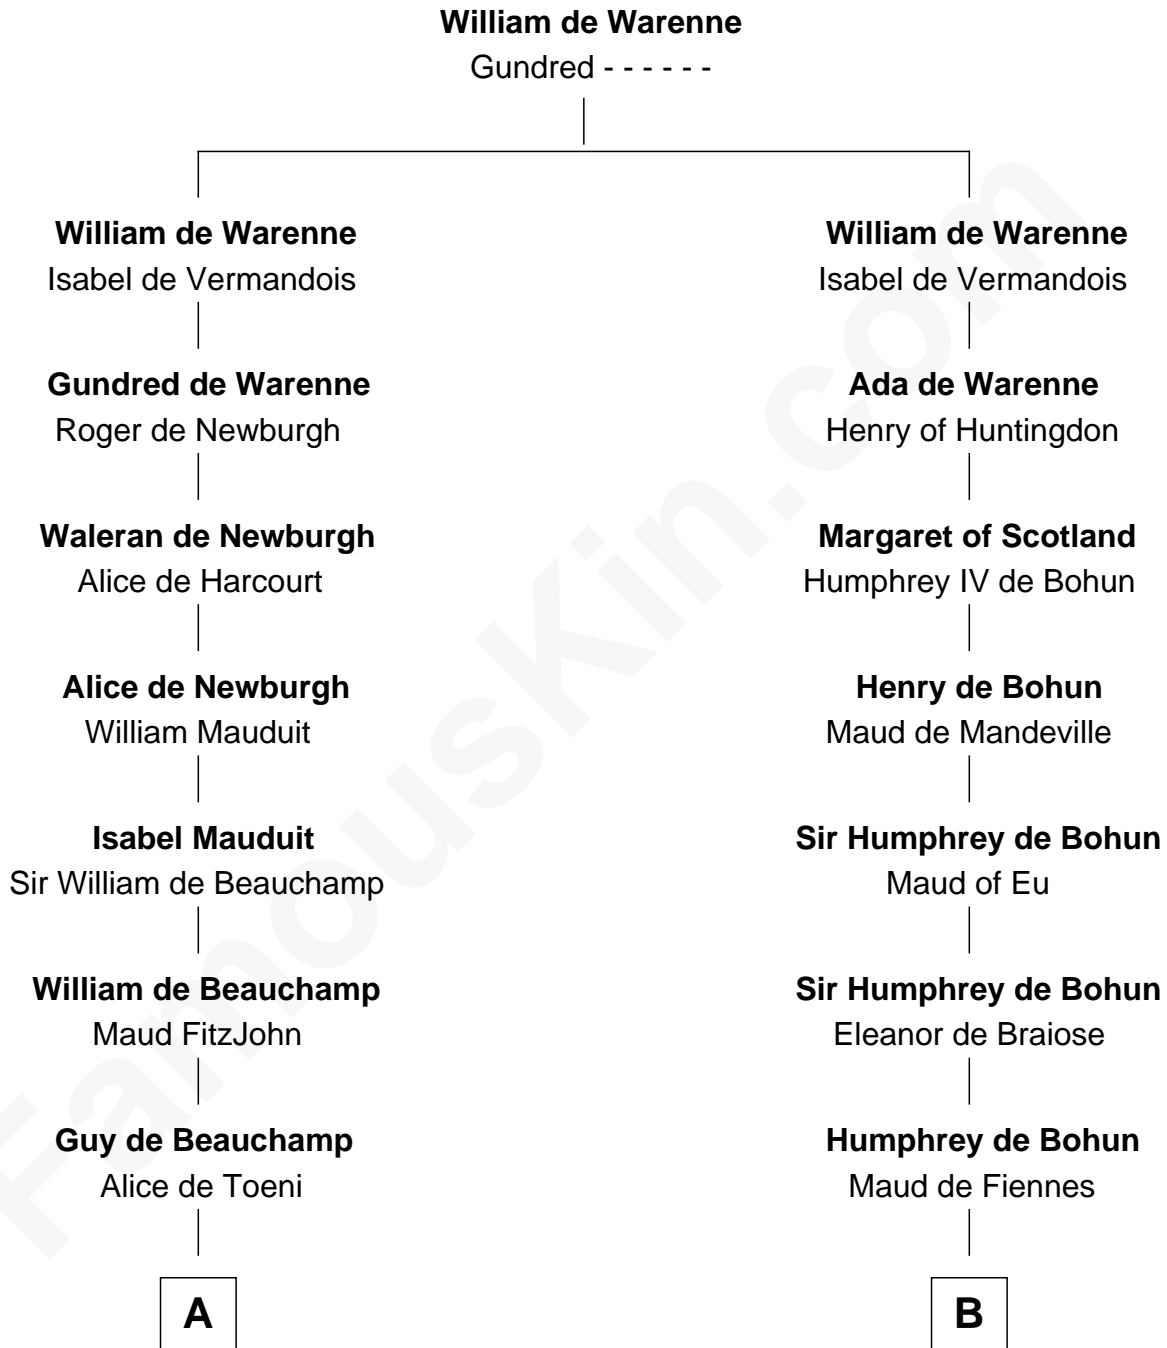 William de Warenne
Gundred - - - - - -
William de Warenne
Isabel de Vermandois
Gundred de Warenne
Roger de Newburgh
Waleran de Newburgh
Alice de Harcourt
Alice de Newburgh
William Mauduit
Isabel Mauduit
Sir William de Beauchamp
William de Beauchamp
Maud FitzJohn
Guy de Beauchamp
Alice de Toeni
A
William de Warenne
Isabel de Vermandois
Ada de Warenne
Henry of Huntingdon
Margaret of Scotland
Humphrey IV de Bohun
Henry de Bohun
Maud de Mandeville
Sir Humphrey de Bohun
Maud of Eu
Sir Humphrey de Bohun
Eleanor de Braiose
Humphrey de Bohun
Maud de Fiennes
B
FamousKin.com